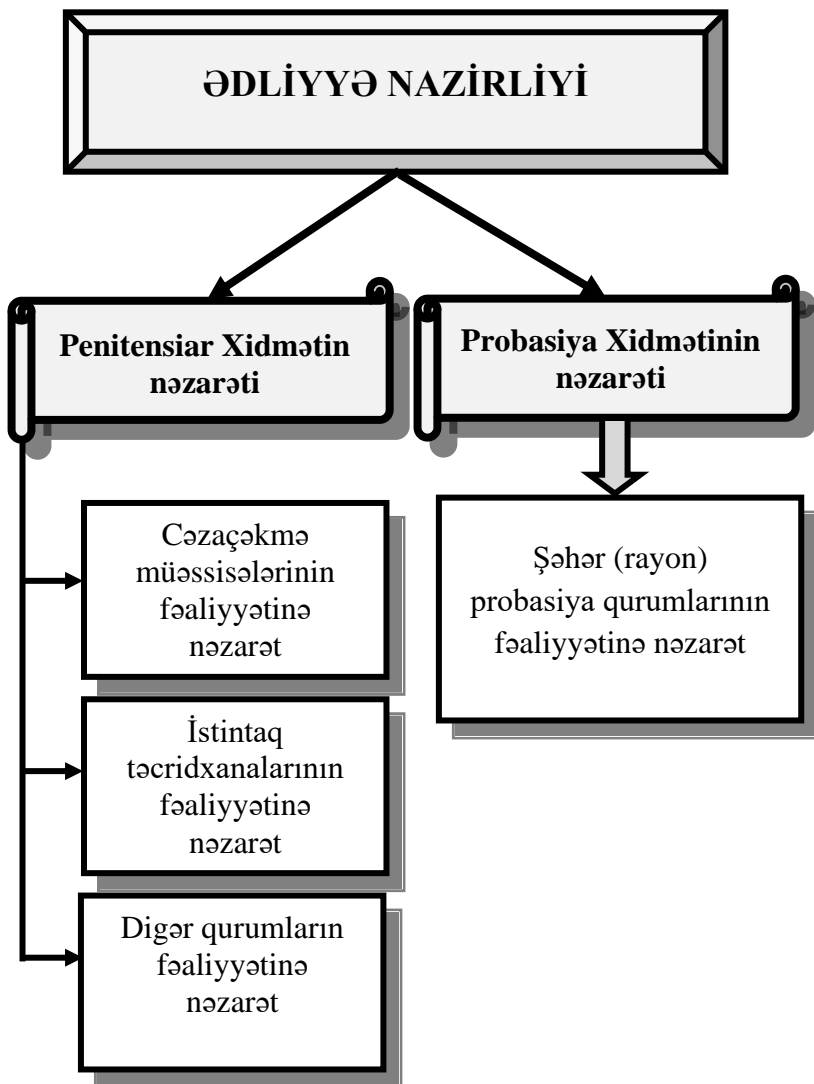 ƏDLİYYƏ NAZİRLİYİ
Penitensiar Xidmətin
nəzarəti
Probasiya Xidmətinin
nəzarəti
Cəzaçəkmə
müəssisələrinin
fəaliyyətinə
nəzarət
İstintaq
təcridxanalarının
fəaliyyətinə
nəzarət
Digər qurumların
fəaliyyətinə
nəzarət
Şəhər (rayon)
probasiya qurumlarının
fəaliyyətinə nəzarət